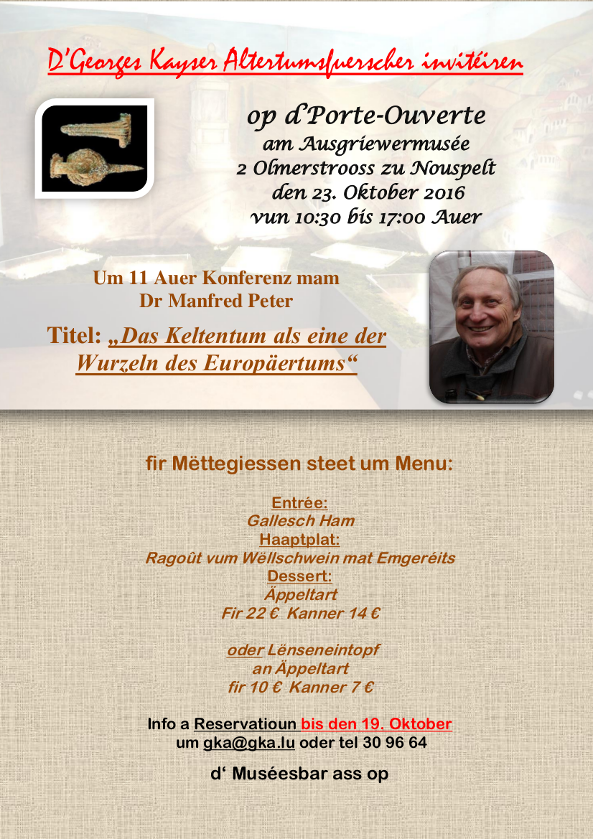 D'Georges Kayser Altertumsfuerscher invitéiren
op d'Porte-Ouverte
am Ausgriewermusée
2 Olmerstrooss zu Nouspelt
den 23. Oktober 2016
vun 10:30 bis 17:00 Auer
Um 11 Auer Konferenz mam
Dr Manfred Peter
Titel: „Das Keltentum als eine der
Wurzeln des Europäertums“
fir Mëttegiessen steet um Menu:
Entrée:
Gallesch Ham
Haaptplat:
Ragoût vum Wëllschwein mat Emgeréits
Dessert:
Äppeltart
Fir 22 € Kanner 14 €
oder Lënseneintopf
an Äppeltart
fir 10 € Kanner 7 €
Info a Reservatioun bis den 19. Oktober
um gka@gka.lu oder tel 30 96 64
d‘ Muséesbar ass op